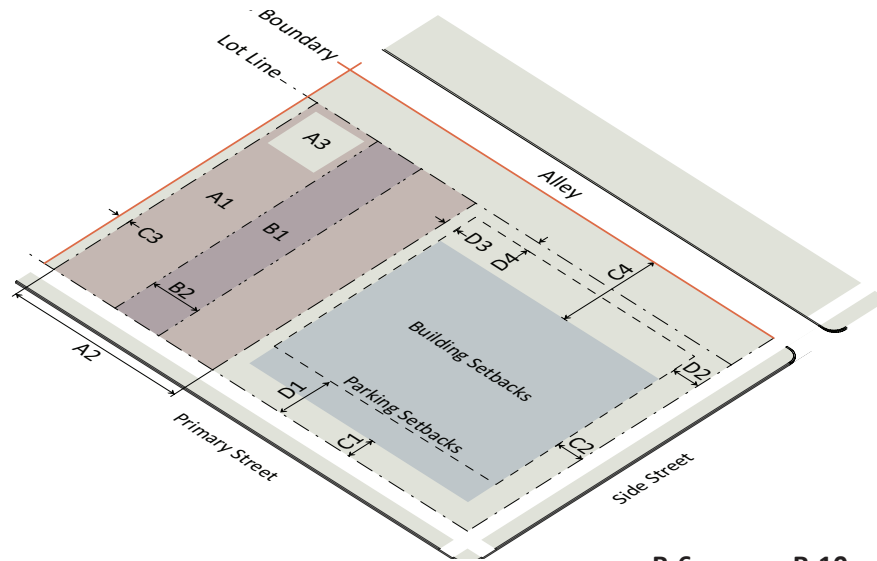 Boundary
Lot Line
A3
Alley
A1
C3
B1
D3
D4
C4
B2
Building Setbacks
A2
D2
D1
Parking Setbacks
C1
C2
Primary Street
Side Street